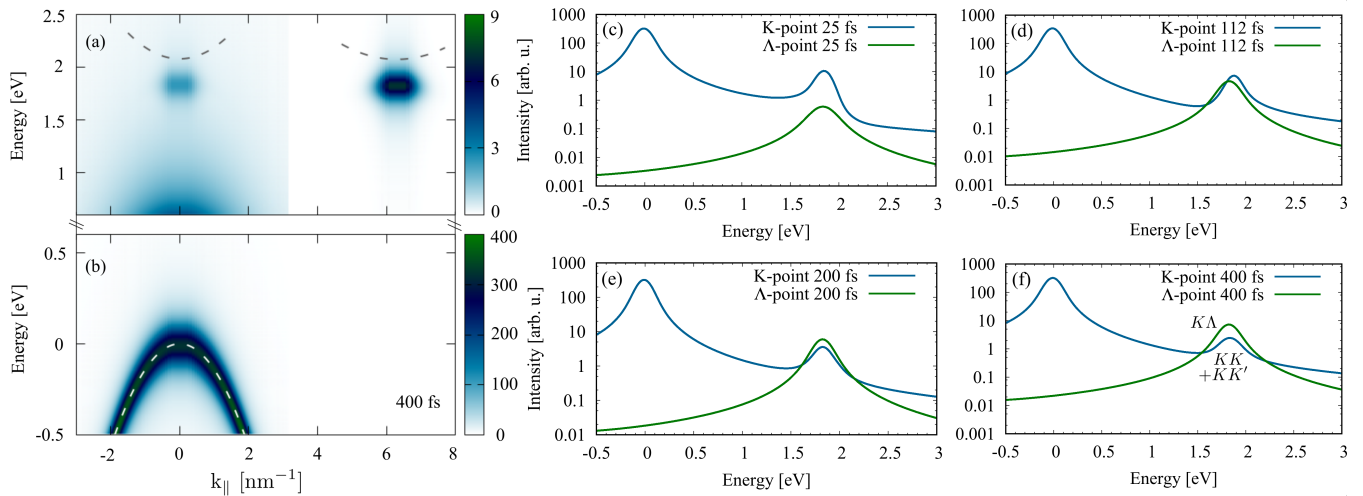 2.5
2
1.5
1
Energy [eV]
(a)
9
6
3
0
Intensity [arb. u.]
0.5
0
-0.5
Energy [eV]
(b)
400 fs
400
300
200
100
0
Intensity [arb. u.]
-2 0 2 4 6 8
k∥ [nm⁻¹]
(c)
K-point 25 fs
Λ-point 25 fs
1000
100
10
1
0.1
0.01
0.001
-0.5 0 0.5 1 1.5 2 2.5 3
Energy [eV]
(d)
K-point 112 fs
Λ-point 112 fs
1000
100
10
1
0.1
0.01
0.001
-0.5 0 0.5 1 1.5 2 2.5 3
Energy [eV]
(e)
K-point 200 fs
Λ-point 200 fs
1000
100
10
1
0.1
0.01
-0.5 0 0.5 1 1.5 2 2.5 3
Energy [eV]
(f)
K-point 400 fs
Λ-point 400 fs
KΛ
KK
+KK′
1000
100
10
1
0.1
0.01
0.001
-0.5 0 0.5 1 1.5 2 2.5 3
Energy [eV]